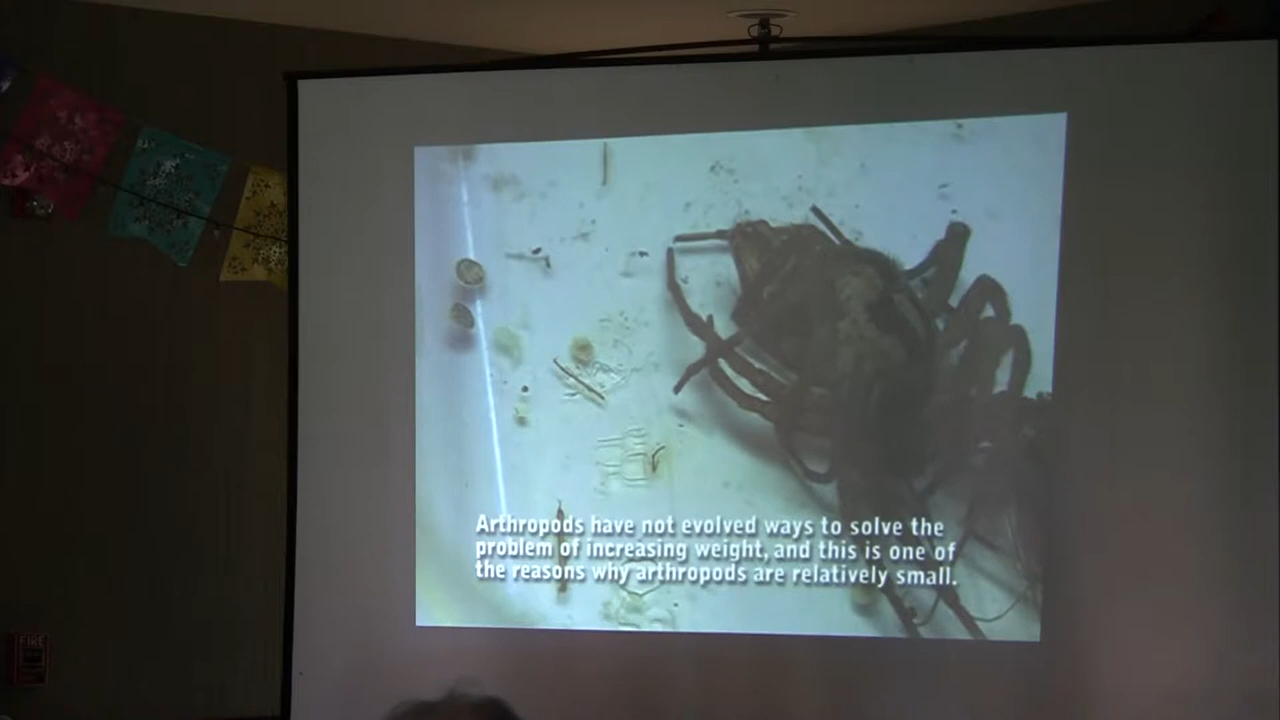 Arthropods have not evolved ways to solve the
problem of increasing weight, and this is one of
the reasons why arthropods are relatively small.
FIRE